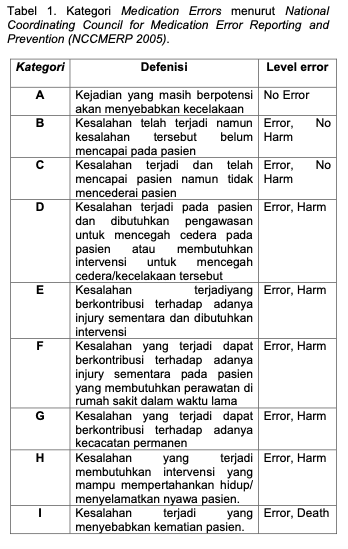 Tabel 1. Kategori Medication Errors menurut National
Coordinating Council for Medication Error Reporting and
Prevention (NCCMERP 2005).
Kategori Defenisi Level error
A Kejadian yang masih berpotensi No Error
akan menyebabkan kecelakaan
B Kesalahan telah terjadi namun Error, No
kesalahan tersebut belum Harm
mencapai pada pasien
C Kesalahan terjadi dan telah Error, No
mencapai pasien namun tidak Harm
mencederai pasien
D Kesalahan terjadi pada pasien Error, Harm
dan dibutuhkan pengawasan
untuk mencegah cedera pada
pasien atau membutuhkan
intervensi untuk mencegah
cedera/kecelakaan tersebut
E Kesalahan terjadiyang Error, Harm
berkontribusi terhadap adanya
injury sementara dan dibutuhkan
intervensi
F Kesalahan yang terjadi dapat Error, Harm
berkontribusi terhadap adanya
injury sementara pada pasien
yang membutuhkan perawatan di
rumah sakit dalam waktu lama
G Kesalahan yang terjadi dapat Error, Harm
berkontribusi terhadap adanya
kecacatan permanen
H Kesalahan yang terjadi Error, Harm
membutuhkan intervensi yang
mampu mempertahankan hidup/
menyelamatkan nyawa pasien.
I Kesalahan terjadi yang Error, Death
menyebabkan kematian pasien.